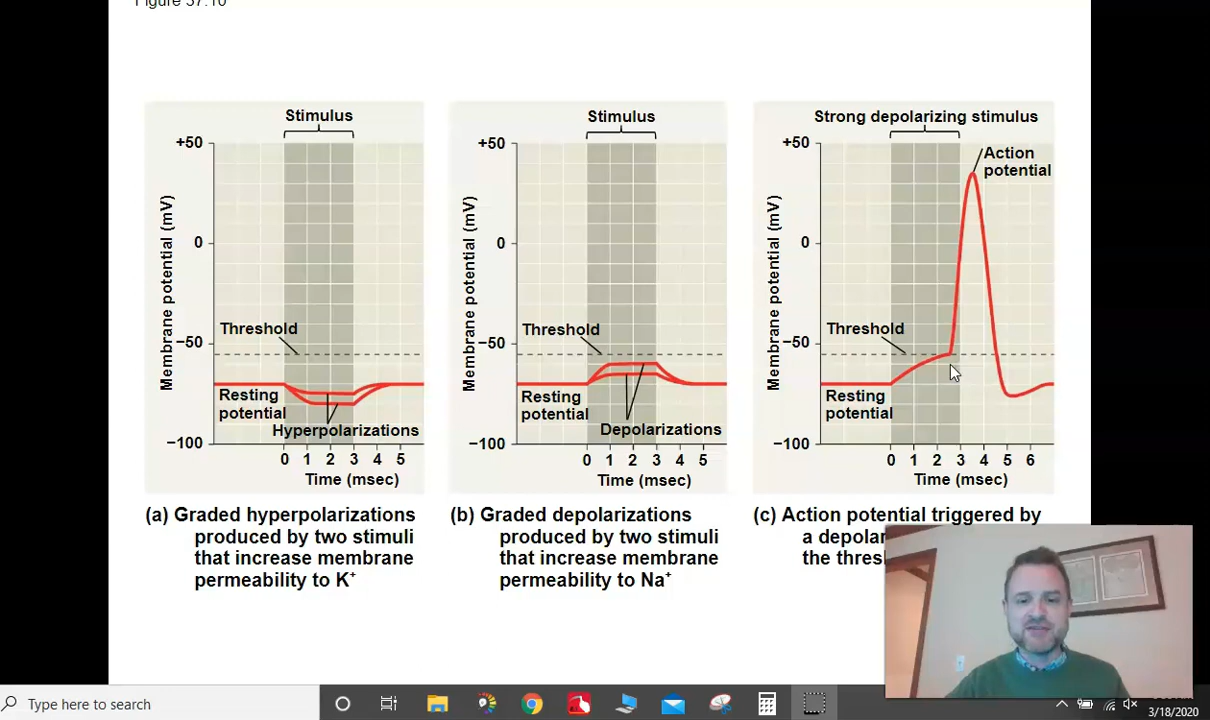 Figure 37.10
Stimulus
+50
0
−50
−100
Membrane potential (mV)
Threshold
Resting
potential
Hyperpolarizations
0 1 2 3 4 5
Time (msec)
(a) Graded hyperpolarizations
produced by two stimuli
that increase membrane
permeability to K⁺
Stimulus
+50
0
−50
−100
Membrane potential (mV)
Threshold
Resting
potential
Depolarizations
0 1 2 3 4 5
Time (msec)
(b) Graded depolarizations
produced by two stimuli
that increase membrane
permeability to Na⁺
Strong depolarizing stimulus
+50
0
−50
−100
Membrane potential (mV)
Action
potential
Threshold
Resting
potential
0 1 2 3 4 5 6
Time (msec)
(c) Action potential triggered by
a
the
Type here to search
3/18/2020